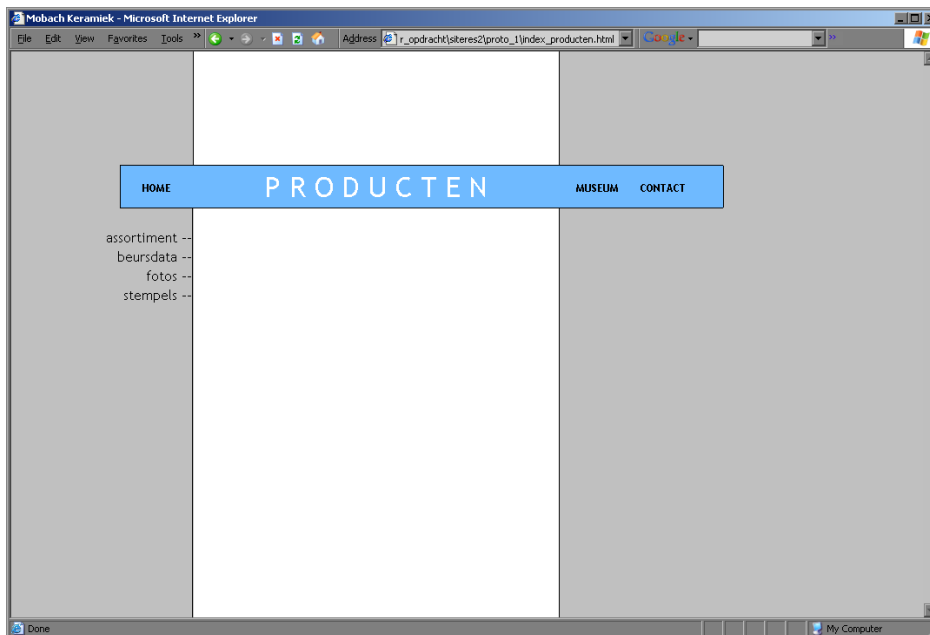 Mobach Keramiek - Microsoft Internet Explorer
File Edit View Favorites Tools » Address r_opdracht\siteres2\proto_1\index_producten.html Google »
HOME PRODUCTEN MUSEUM CONTACT
assortiment --
beursdata --
fotos --
stempels --
Done My Computer